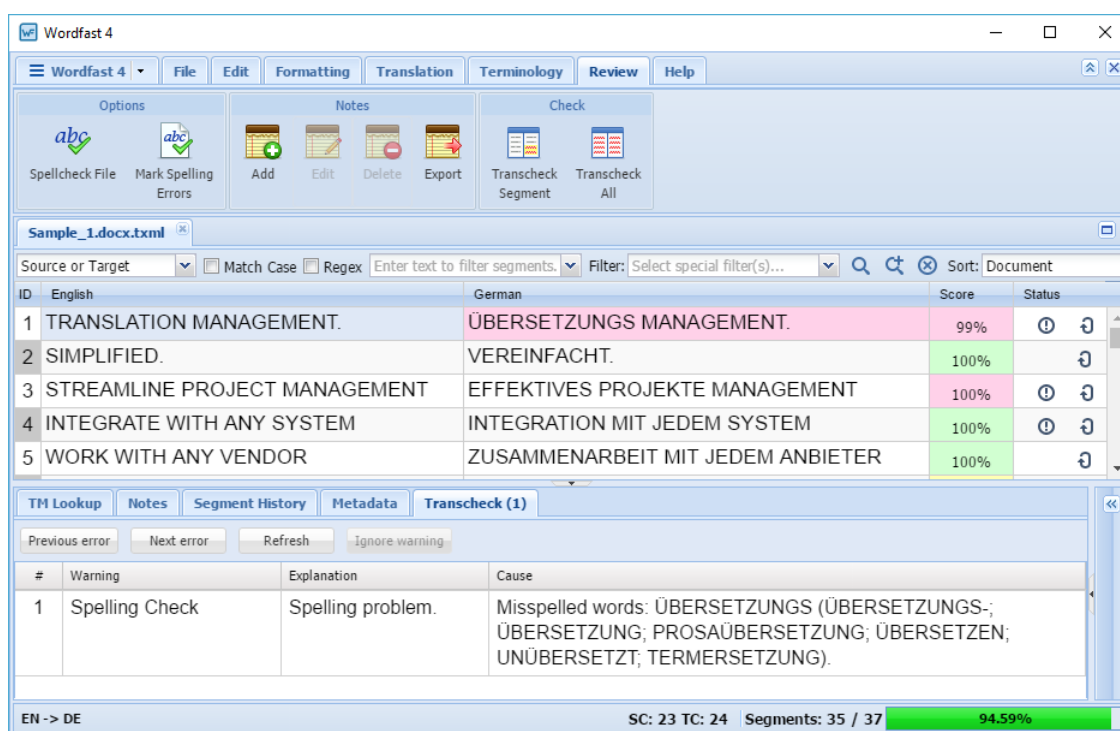 Wordfast 4
Wordfast 4 File Edit Formatting Translation Terminology Review Help
Options Notes Check
Spellcheck File Mark Spelling Errors Add Edit Delete Export Transcheck Segment Transcheck All
Sample_1.docx.txml
Source or Target Match Case Regex Enter text to filter segments. Filter: Select special filter(s)... Sort: Document
ID English German Score Status
1 TRANSLATION MANAGEMENT. ÜBERSETZUNGS MANAGEMENT. 99%
2 SIMPLIFIED. VEREINFACHT. 100%
3 STREAMLINE PROJECT MANAGEMENT EFFEKTIVES PROJEKTE MANAGEMENT 100%
4 INTEGRATE WITH ANY SYSTEM INTEGRATION MIT JEDEM SYSTEM 100%
5 WORK WITH ANY VENDOR ZUSAMMENARBEIT MIT JEDEM ANBIETER 100%
TM Lookup Notes Segment History Metadata Transcheck (1)
Previous error Next error Refresh Ignore warning
# Warning Explanation Cause
1 Spelling Check Spelling problem. Misspelled words: ÜBERSETZUNGS (ÜBERSETZUNGS-;
ÜBERSETZUNG; PROSAÜBERSETZUNG; ÜBERSETZEN;
UNÜBERSETZT; TERMERSETZUNG).
EN -> DE SC: 23 TC: 24 Segments: 35 / 37 94.59%